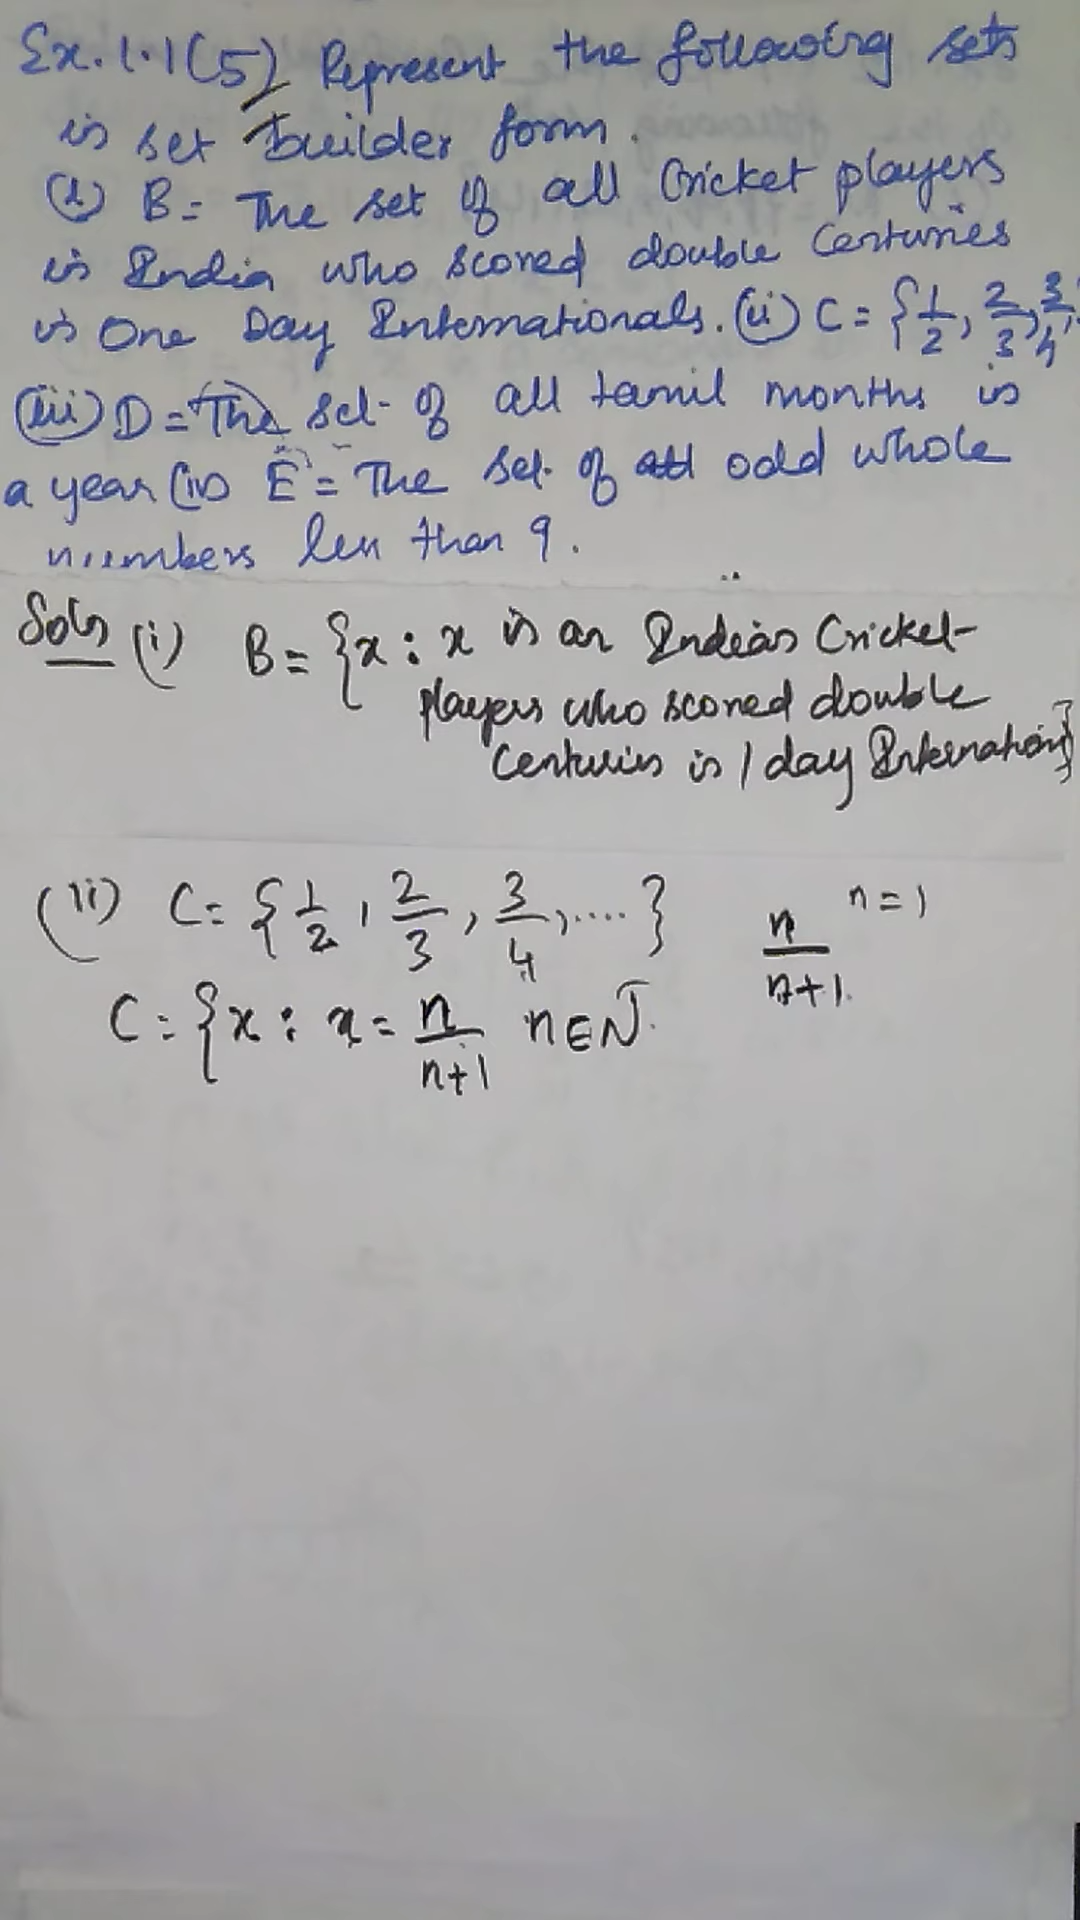 Ex. 1.1(5) Represent the following sets
in set builder form.
(i) B = The set of all Cricket players
in India who scored double Centuries
in One Day Internationals. (ii) C = {1/2, 2/3, 3/4,
(iii) D = The set of all tamil months in
a year (iv) E = The set of odd whole
numbers less than 9.
Soln (i) B = {x : x is an Indian Cricket
players who scored double
Centuries in 1 day Internation}
(ii) C = {1/2, 2/3, 3/4, ....} n/n+1 n=1
C = {x : x = n/n+1 n∈N